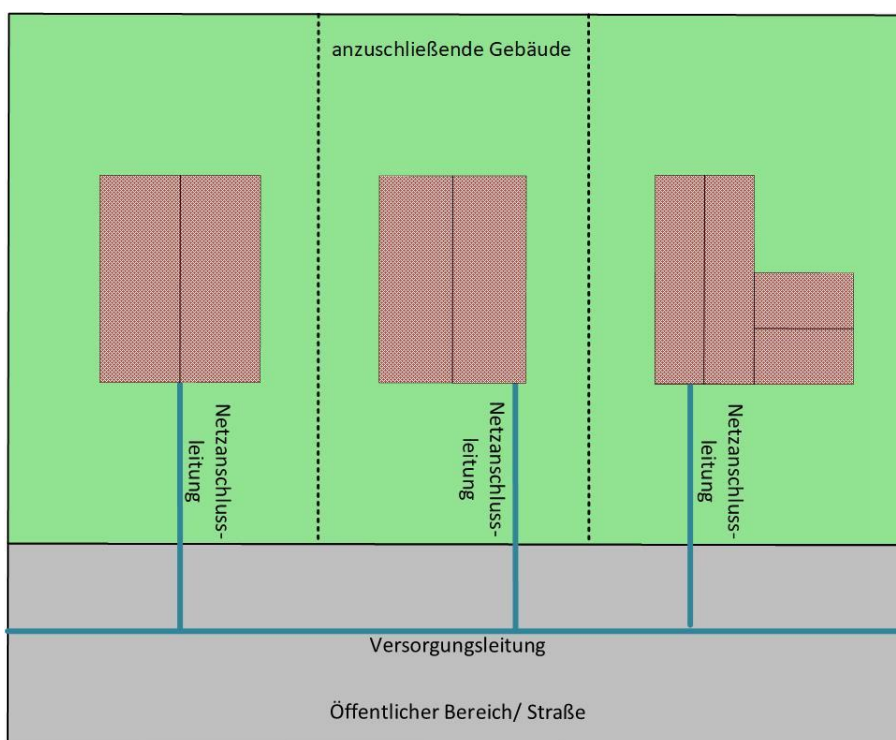 anzuschließende Gebäude
Netzanschluss-
leitung
Netzanschluss-
leitung
Netzanschluss-
leitung
Versorgungsleitung
Öffentlicher Bereich/ Straße